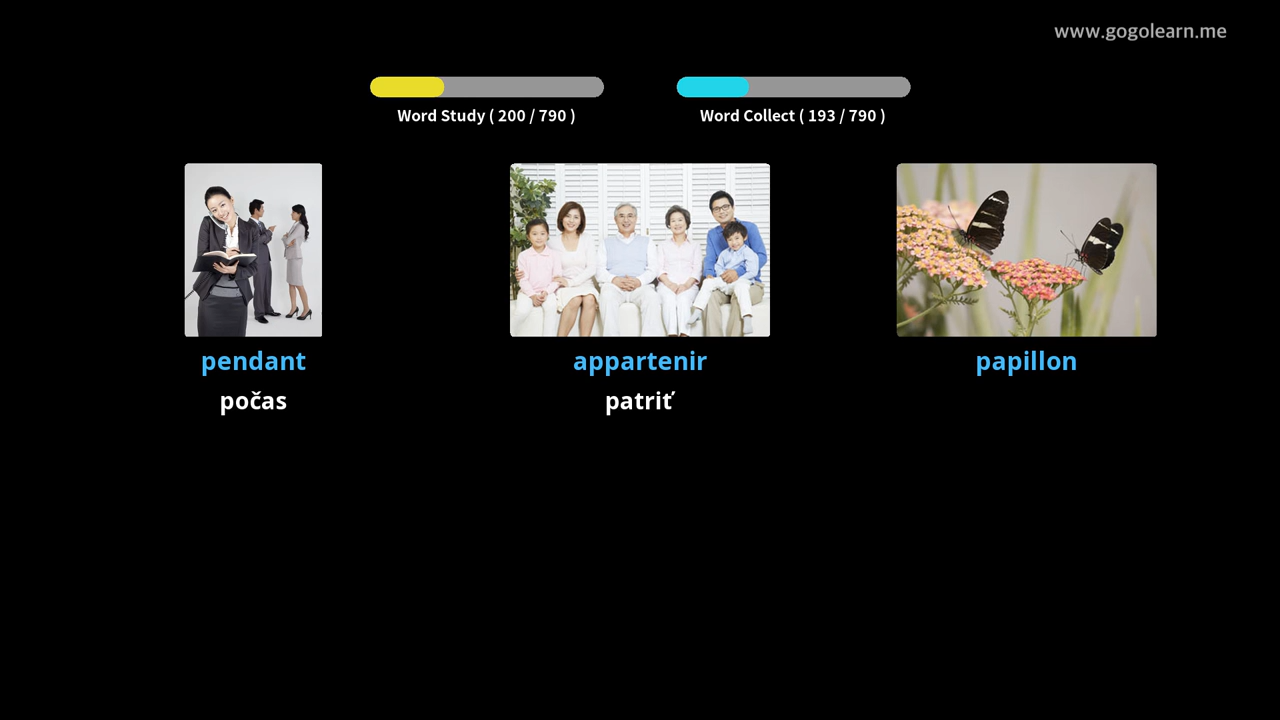 www.gogolearn.me
Word Study ( 200 / 790 )
Word Collect ( 193 / 790 )
pendant
appartenir
papillon
počas
patriť